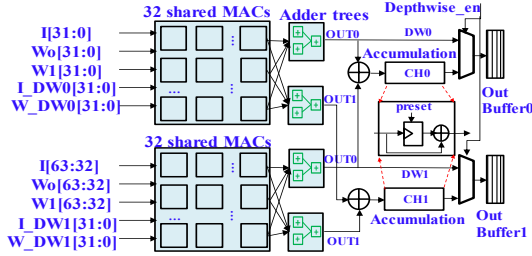 32 shared MACs
Adder trees
Depthwise_en
I[31:0]
Wo[31:0]
W1[31:0]
I_DW0[31:0]
W_DW0[31:0]
...
...
OUT0
DW0
Accumulation
CH0
OUT1
Out
Buffer0
preset
32 shared MACs
I[63:32]
Wo[63:32]
W1[63:32]
I_DW1[31:0]
W_DW1[31:0]
...
...
OUT0
DW1
CH1
OUT1
Accumulation
Out
Buffer1